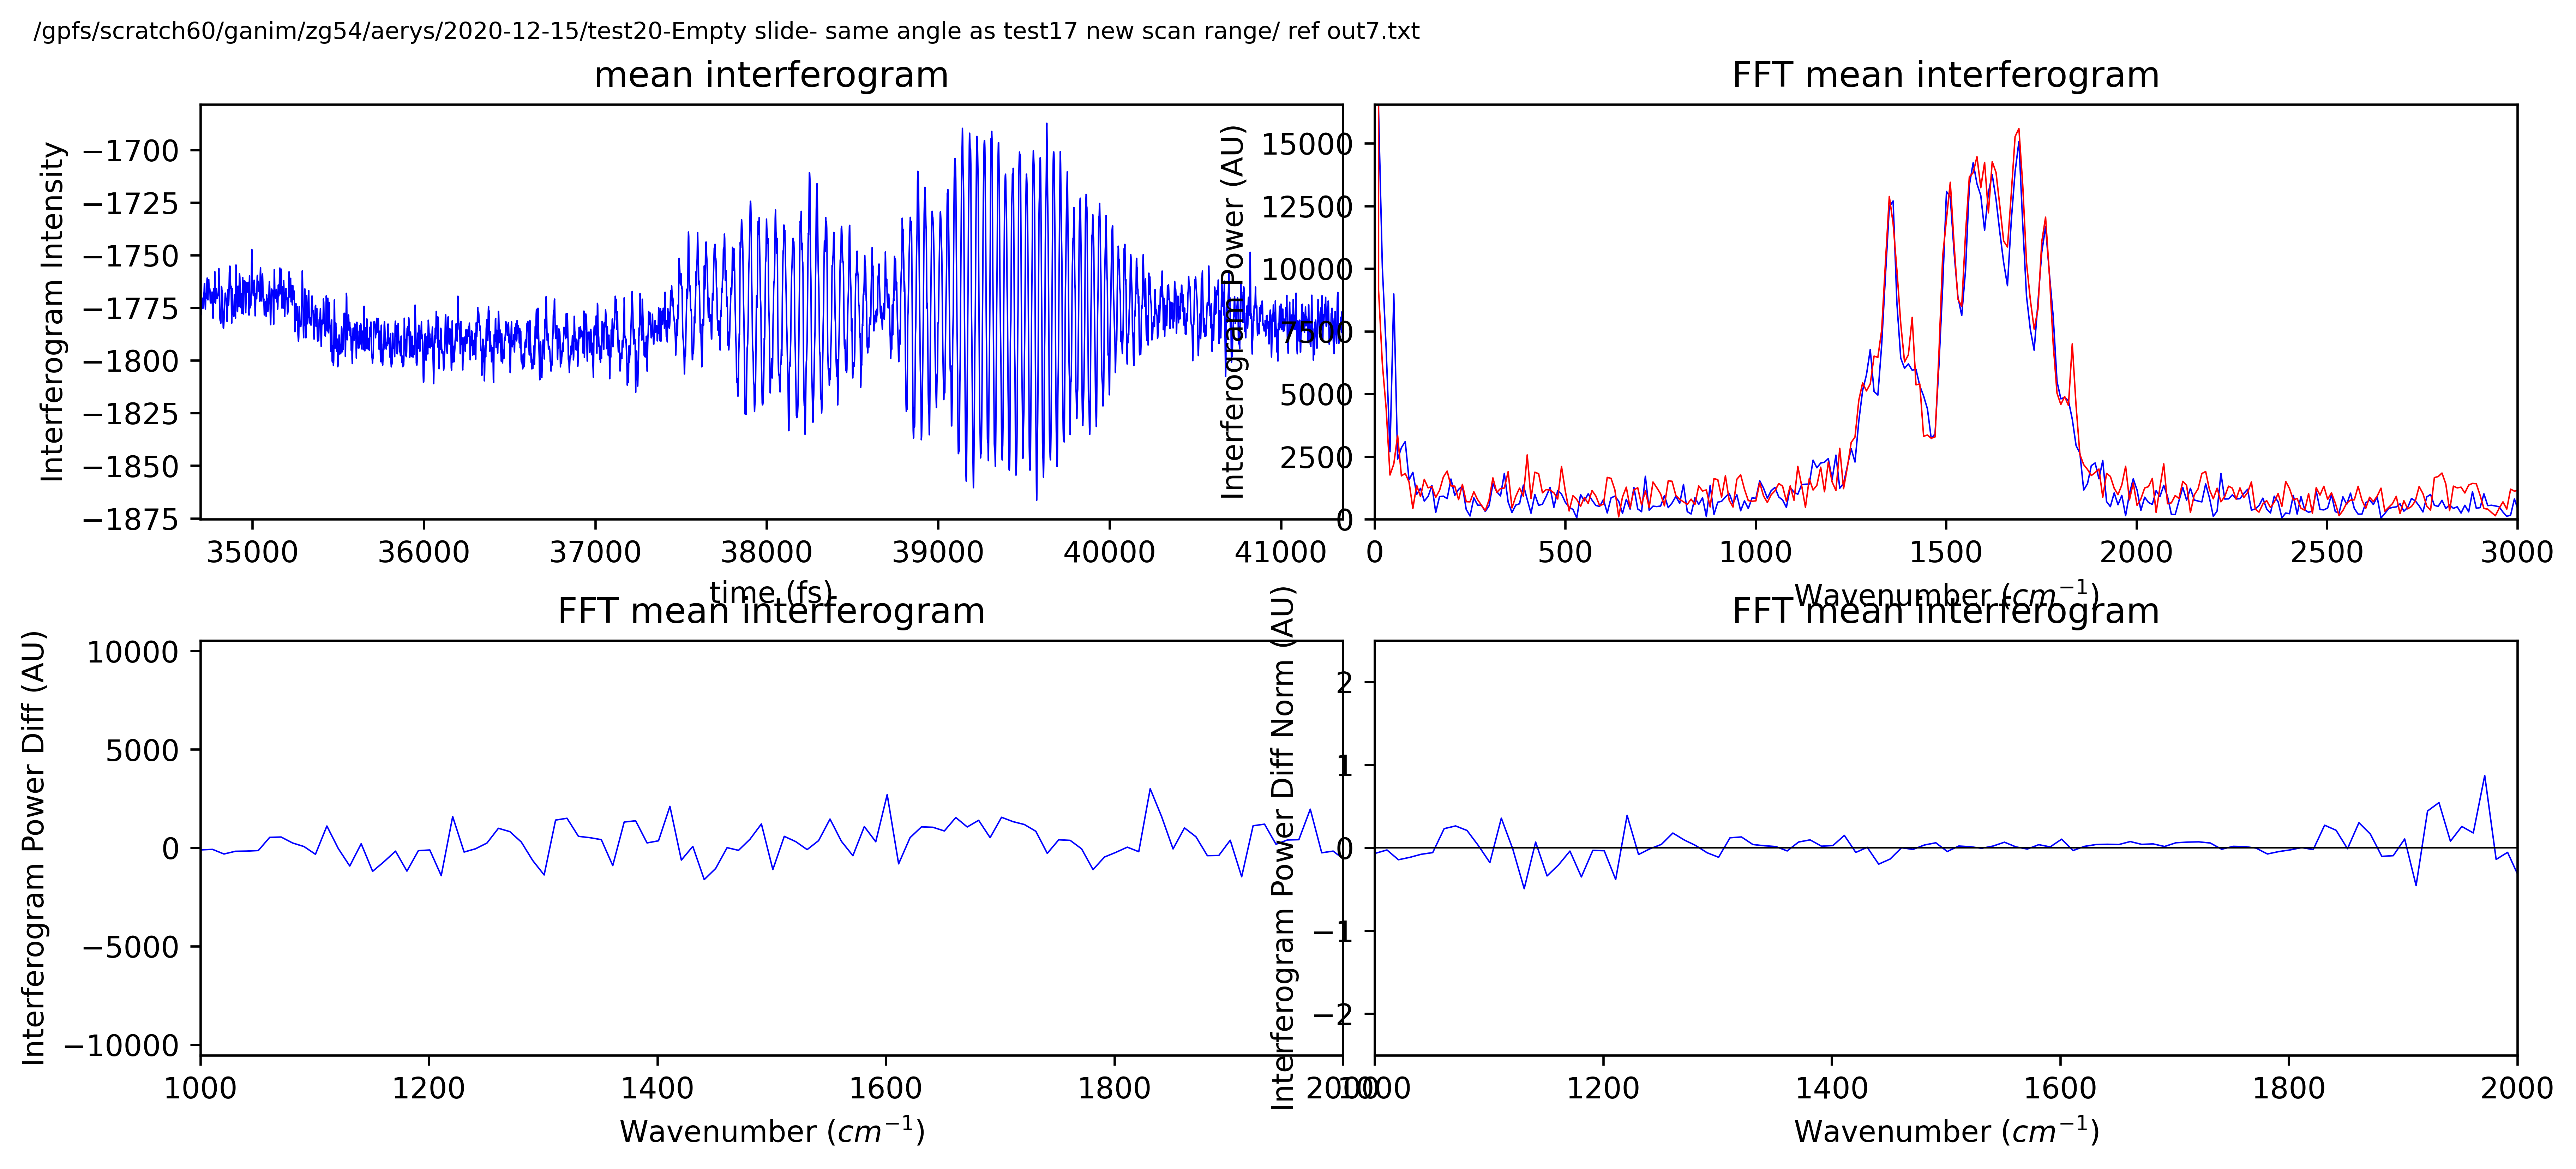 /gpfs/scratch60/ganim/zg54/aerys/2020-12-15/test20-Empty slide- same angle as test17 new scan range/ ref out7.txt
mean interferogram
Interferogram Intensity
−1700
−1725
−1750
−1775
−1800
−1825
−1850
−1875
35000 36000 37000 38000 39000 40000 41000
time (fs)
FFT mean interferogram
Interferogram Power (AU)
15000
12500
10000
7500
5000
2500
0
0 500 1000 1500 2000 2500 3000
Wavenumber (cm⁻¹)
FFT mean interferogram
Interferogram Power Diff (AU)
10000
5000
0
−5000
−10000
1000 1200 1400 1600 1800 2000
Wavenumber (cm⁻¹)
FFT mean interferogram
Interferogram Power Diff Norm (AU)
2
1
0
−1
−2
1000 1200 1400 1600 1800 2000
Wavenumber (cm⁻¹)